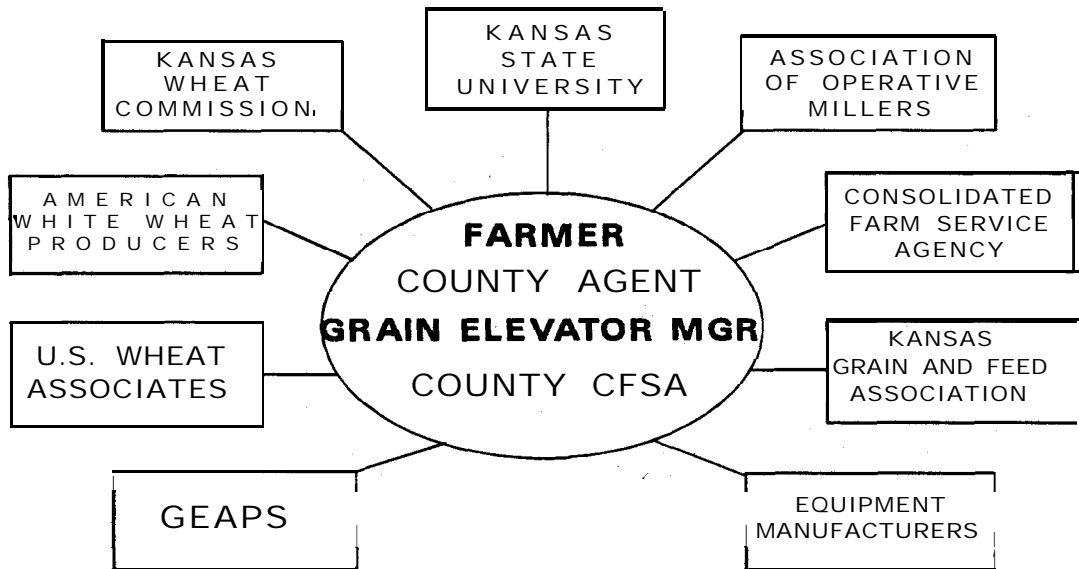 KANSAS
WHEAT
COMMISSION
KANSAS
STATE
UNIVERSITY
ASSOCIATION
OF OPERATIVE
MILLERS
AMERICAN
WHITE WHEAT
PRODUCERS
FARMER
COUNTY AGENT
GRAIN ELEVATOR MGR
COUNTY CFSA
CONSOLIDATED
FARM SERVICE
AGENCY
U.S. WHEAT
ASSOCIATES
KANSAS
GRAIN AND FEED
ASSOCIATION
GEAPS
EQUIPMENT
MANUFACTURERS